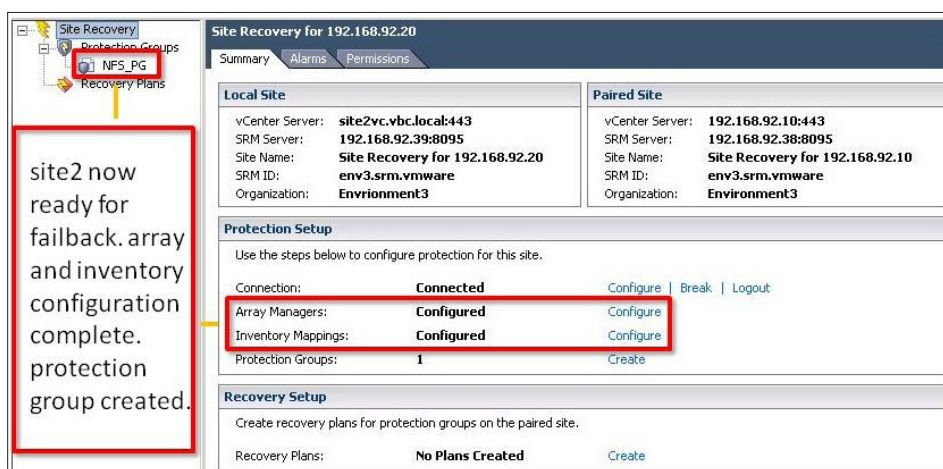 Site Recovery
Protection Groups
NFS_PG
Recovery Plans
site2 now
ready for
failback. array
and inventory
configuration
complete.
protection
group created.
Site Recovery for 192.168.92.20
Summary Alarms Permissions
Local Site
vCenter Server: site2vc.vbc.local:443
SRM Server: 192.168.92.39:8095
Site Name: Site Recovery for 192.168.92.20
SRM ID: env3.srm.vmware
Organization: Envrionment3
Paired Site
vCenter Server: 192.168.92.10:443
SRM Server: 192.168.92.38:8095
Site Name: Site Recovery for 192.168.92.10
SRM ID: env3.srm.vmware
Organization: Environment3
Protection Setup
Use the steps below to configure protection for this site.
Connection: Connected Configure | Break | Logout
Array Managers: Configured Configure
Inventory Mappings: Configured Configure
Protection Groups: 1 Create
Recovery Setup
Create recovery plans for protection groups on the paired site.
Recovery Plans: No Plans Created Create